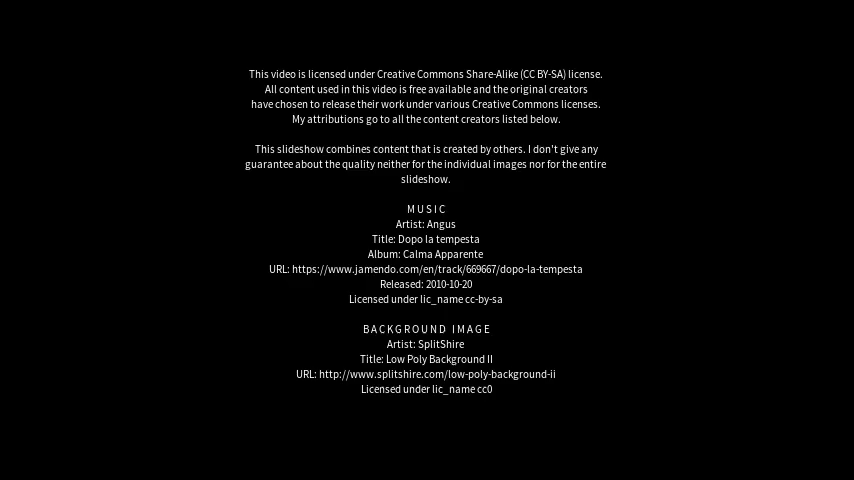 This video is licensed under Creative Commons Share-Alike (CC BY-SA) license.
All content used in this video is free available and the original creators
have chosen to release their work under various Creative Commons licenses.
My attributions go to all the content creators listed below.
This slideshow combines content that is created by others. I don't give any
guarantee about the quality neither for the individual images nor for the entire
slideshow.
MUSIC
Artist: Angus
Title: Dopo la tempesta
Album: Calma Apparente
URL: https://www.jamendo.com/en/track/669667/dopo-la-tempesta
Released: 2010-10-20
Licensed under lic_name cc-by-sa
BACKGROUND IMAGE
Artist: SplitShire
Title: Low Poly Background II
URL: http://www.splitshire.com/low-poly-background-ii
Licensed under lic_name cc0